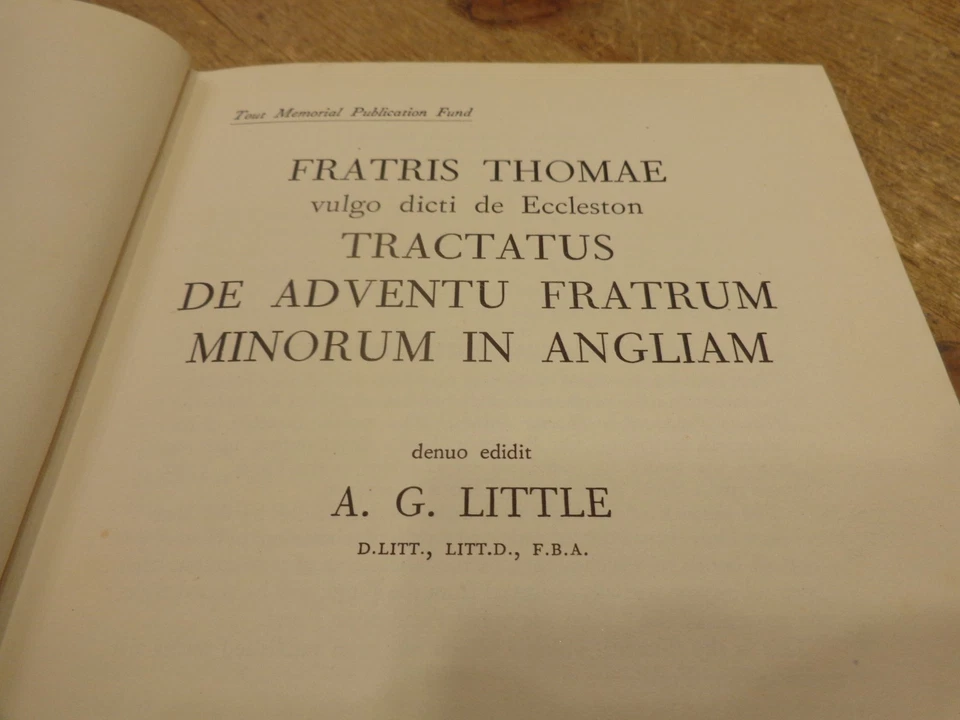 Tout Memorial Publication Fund
FRATRIS THOMAE
vulgo dicti de Eccleston
TRACTATUS
DE ADVENTU FRATRUM
MINORUM IN ANGLIAM
denuo edidit
A. G. LITTLE
D.LITT., LITT.D., F.B.A.